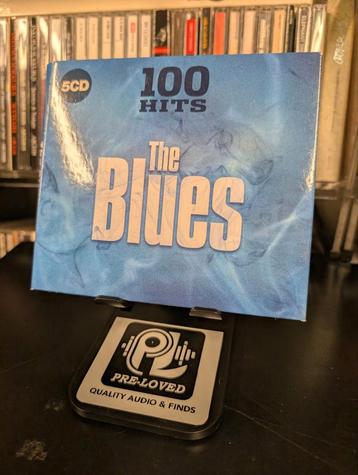 5CD
100
HITS
The
Blues
PL
PRE-LOVED
QUALITY AUDIO & FINDS